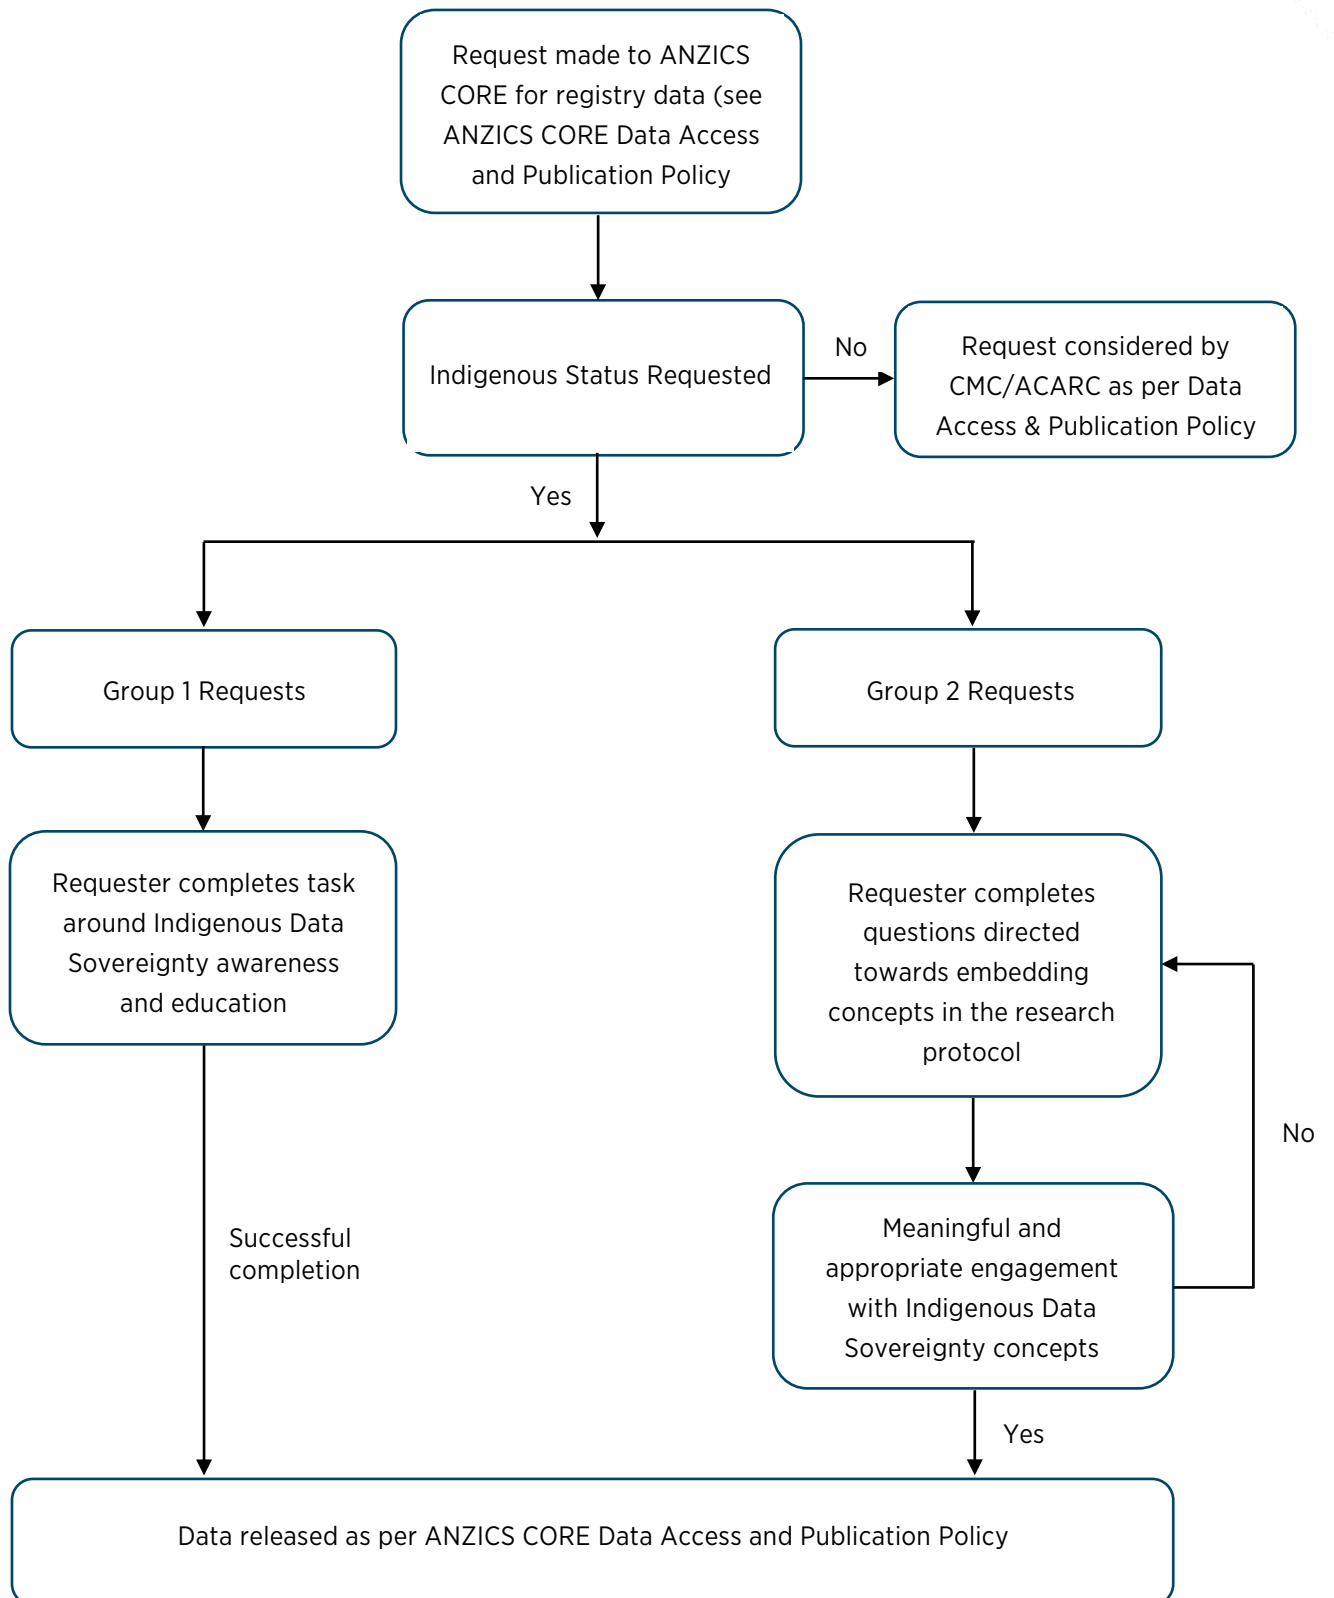 Request made to ANZICS
CORE for registry data (see
ANZICS CORE Data Access
and Publication Policy
Indigenous Status Requested
No
Request considered by
CMC/ACARC as per Data
Access & Publication Policy
Yes
Group 1 Requests
Group 2 Requests
Requester completes task
around Indigenous Data
Sovereignty awareness
and education
Requester completes
questions directed
towards embedding
concepts in the research
protocol
No
Successful
completion
Meaningful and
appropriate engagement
with Indigenous Data
Sovereignty concepts
Yes
Data released as per ANZICS CORE Data Access and Publication Policy